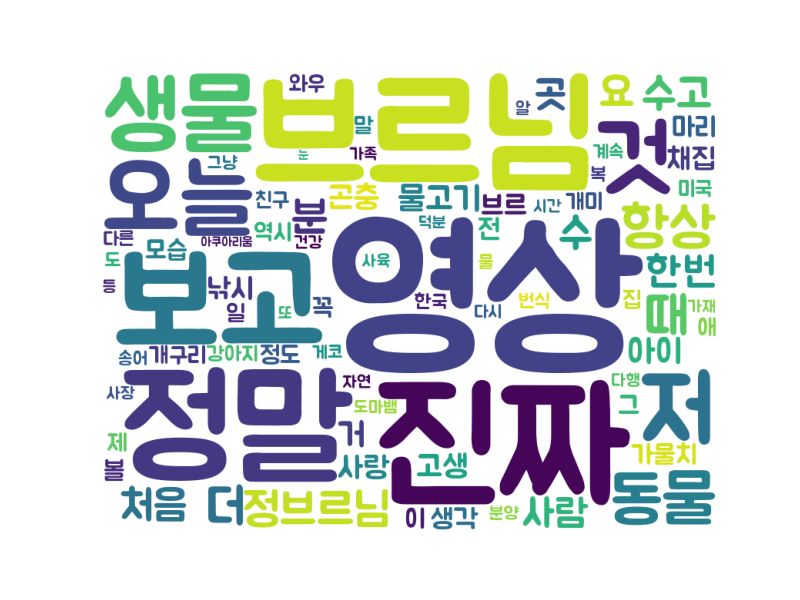 생물 브르님 와우 알 곳 요 수고
말 것 마리
그냥 눈 가족 계속 채집
오늘 친구 곤충 물고기 브르 시간 개미 복 미국
다른 역시 부 건강 덕분 전 수 항상
도 모습 아쿠아리움
등 낚시 보고 사육 영상 물 한번
일 또 꼭 한국 다시 번식 집 때 가재
애
송어 개구리 강아지 정도 게코 아이
사장 정말 자연 진짜 다행 저
도마뱀 그
제 거 가물치
볼 사랑 고생 동물
처음 더 정브르님 이 생각 분양 사람